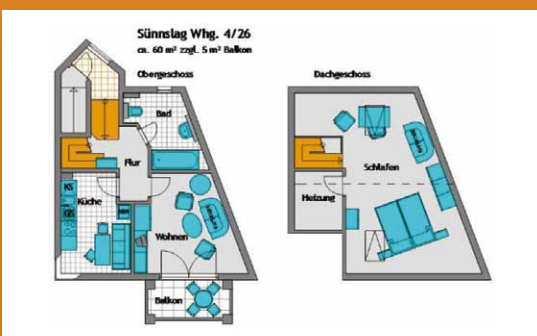 Sünnslag Whg. 4/26
ca. 60 m² zzgl. 5 m² Balkon
Obergeschoss
Dachgeschoss
Bad
Flur
Schlafen
KS
Küche
Heizung
Wohnen
Balkon